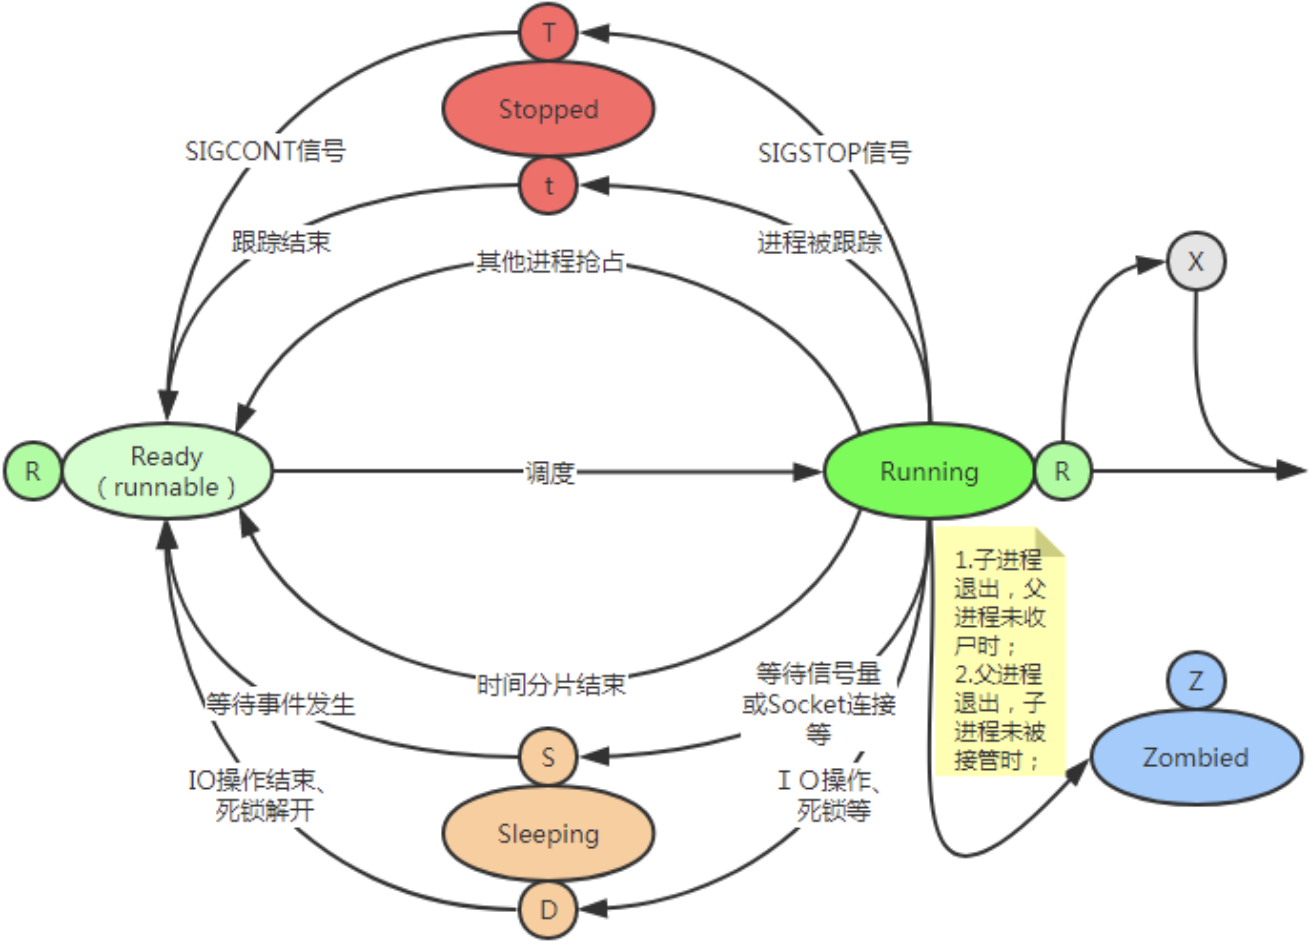 T
Stopped
SIGCONT信号
SIGSTOP信号
t
跟踪结束
进程被跟踪
其他进程抢占
X
R
Ready
（runnable）
调度
Running
R
1.子进程
退出，父
进程未收
尸时；
2.父进程
退出，子
进程未被
接管时；
时间分片结束
等待信号量
或Socket连接
等
等待事件发生
Z
Zombied
S
IO操作结束、
死锁解开
ＩＯ操作、
死锁等
Sleeping
D